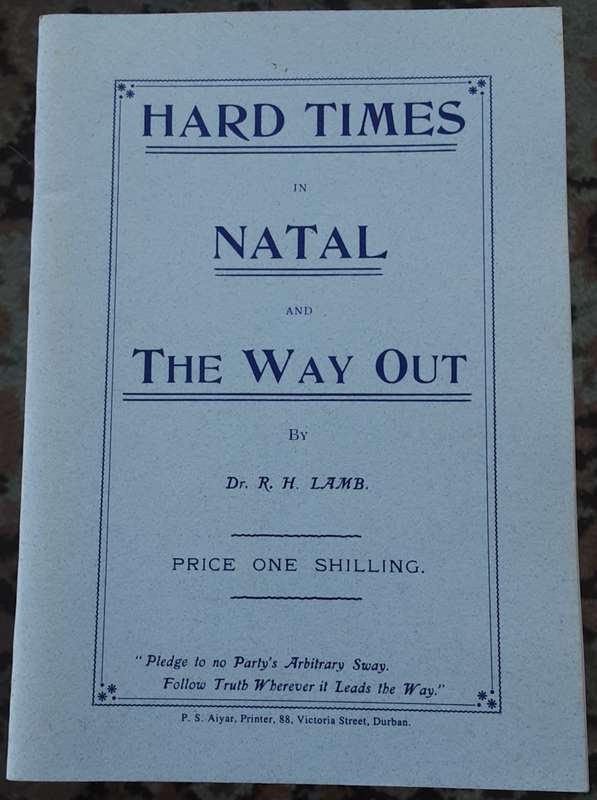 HARD TIMES
IN
NATAL
AND
THE WAY OUT
BY
Dr. R. H. LAMB.
PRICE ONE SHILLING.
"Pledge to no Party's Arbitrary Sway.
Follow Truth Wherever it Leads the Way."
P. S. Aiyar, Printer, 88, Victoria Street, Durban.